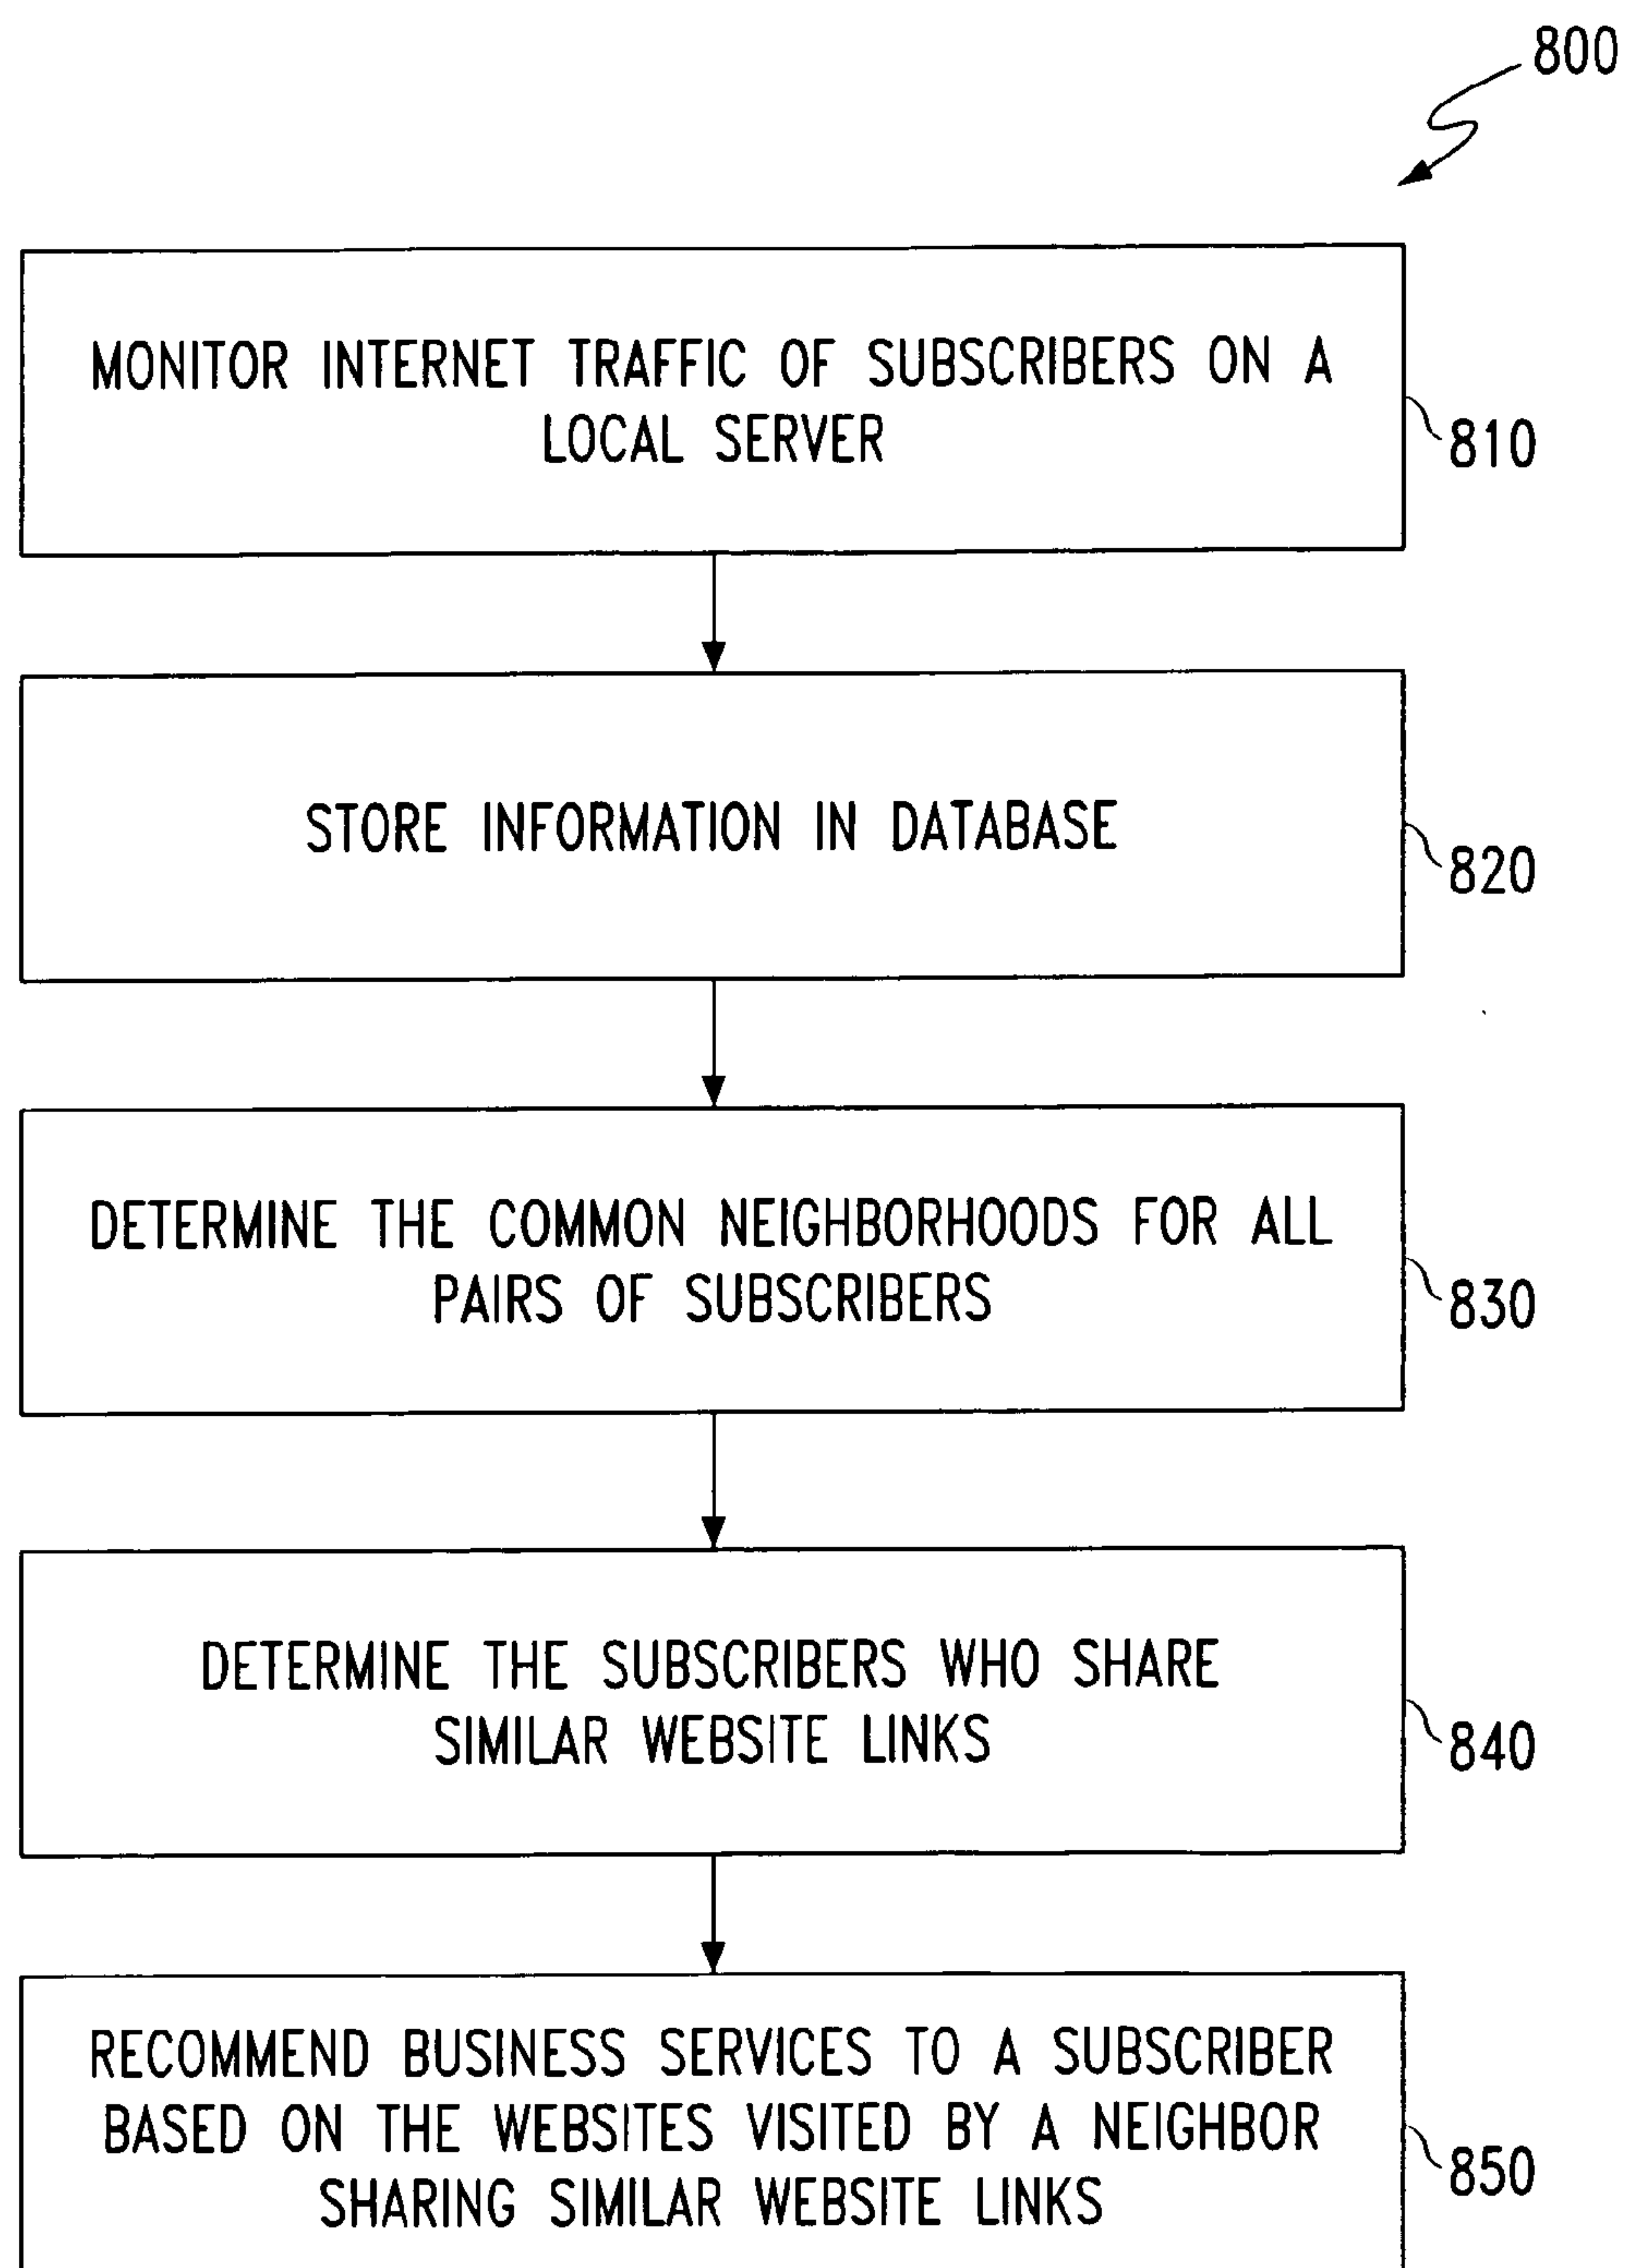 800
MONITOR INTERNET TRAFFIC OF SUBSCRIBERS ON A
LOCAL SERVER
810
STORE INFORMATION IN DATABASE
820
DETERMINE THE COMMON NEIGHBORHOODS FOR ALL
PAIRS OF SUBSCRIBERS
830
DETERMINE THE SUBSCRIBERS WHO SHARE
SIMILAR WEBSITE LINKS
840
RECOMMEND BUSINESS SERVICES TO A SUBSCRIBER
BASED ON THE WEBSITES VISITED BY A NEIGHBOR
SHARING SIMILAR WEBSITE LINKS
850